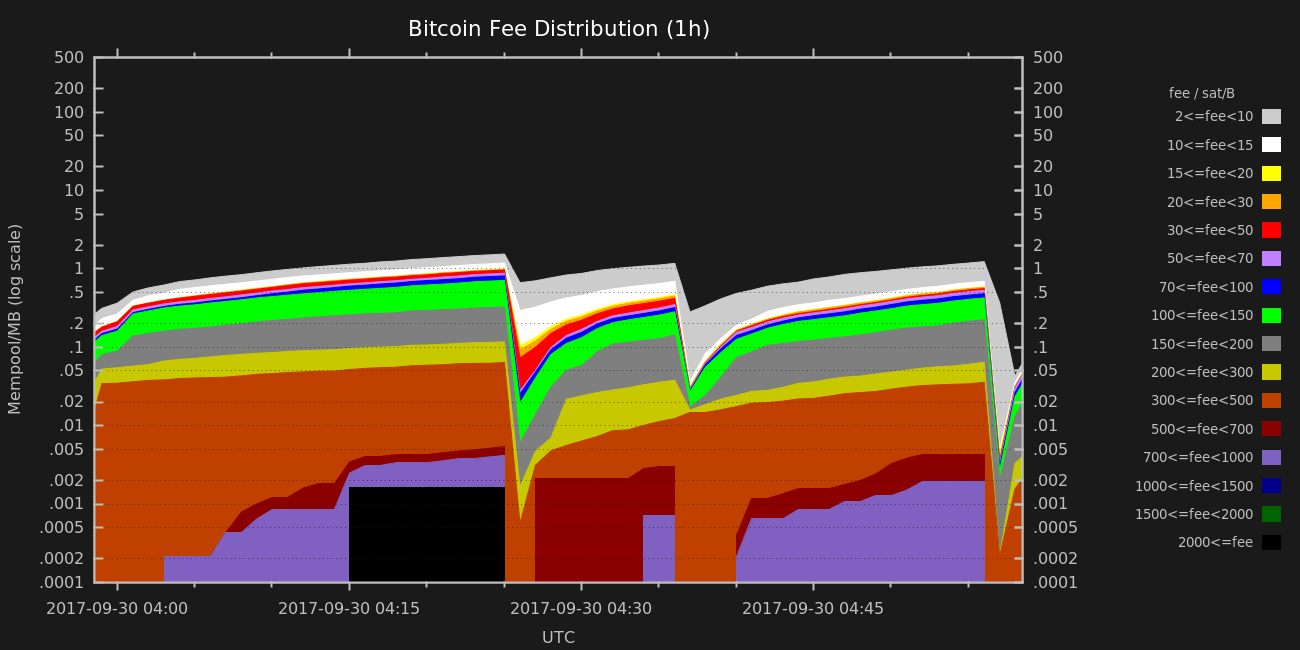 Bitcoin Fee Distribution (1h)
500
200
100
50
20
10
5
2
1
.5
.2
.1
.05
.02
.01
.005
.002
.001
.0005
.0002
.0001
Mempool/MB (log scale)
500
200
100
50
20
10
5
2
1
.5
.2
.1
.05
.02
.01
.005
.002
.001
.0005
.0002
.0001
2017-09-30 04:00
2017-09-30 04:15
2017-09-30 04:30
2017-09-30 04:45
UTC
fee / sat/B
2<=fee<10
10<=fee<15
15<=fee<20
20<=fee<30
30<=fee<50
50<=fee<70
70<=fee<100
100<=fee<150
150<=fee<200
200<=fee<300
300<=fee<500
500<=fee<700
700<=fee<1000
1000<=fee<1500
1500<=fee<2000
2000<=fee